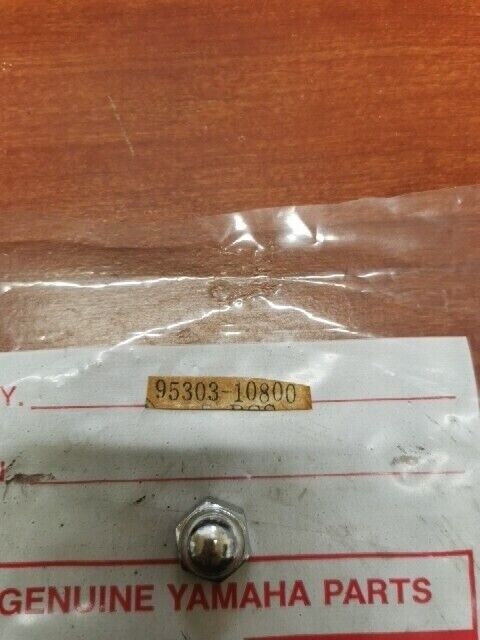 Y.
95303-10800
GENUINE YAMAHA PARTS